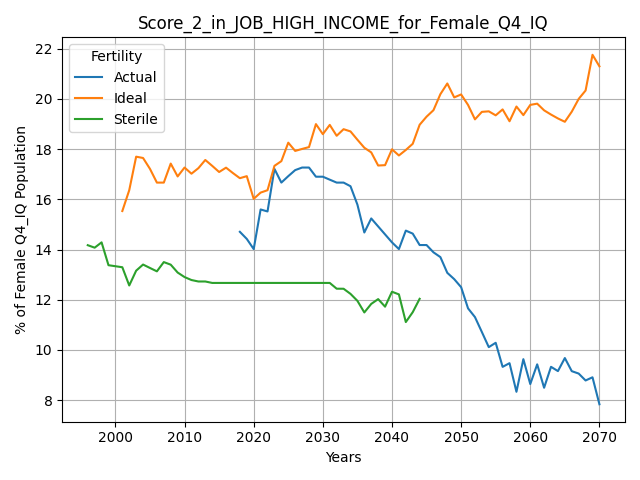 Score_2_in_JOB_HIGH_INCOME_for_Female_Q4_IQ
Fertility
Actual
Ideal
Sterile
% of Female Q4_IQ Population
22
20
18
16
14
12
10
8
2000 2010 2020 2030 2040 2050 2060 2070
Years